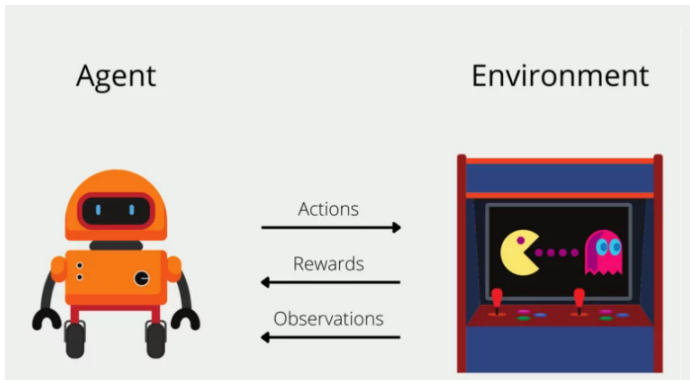 Agent
Environment
Actions
Rewards
Observations